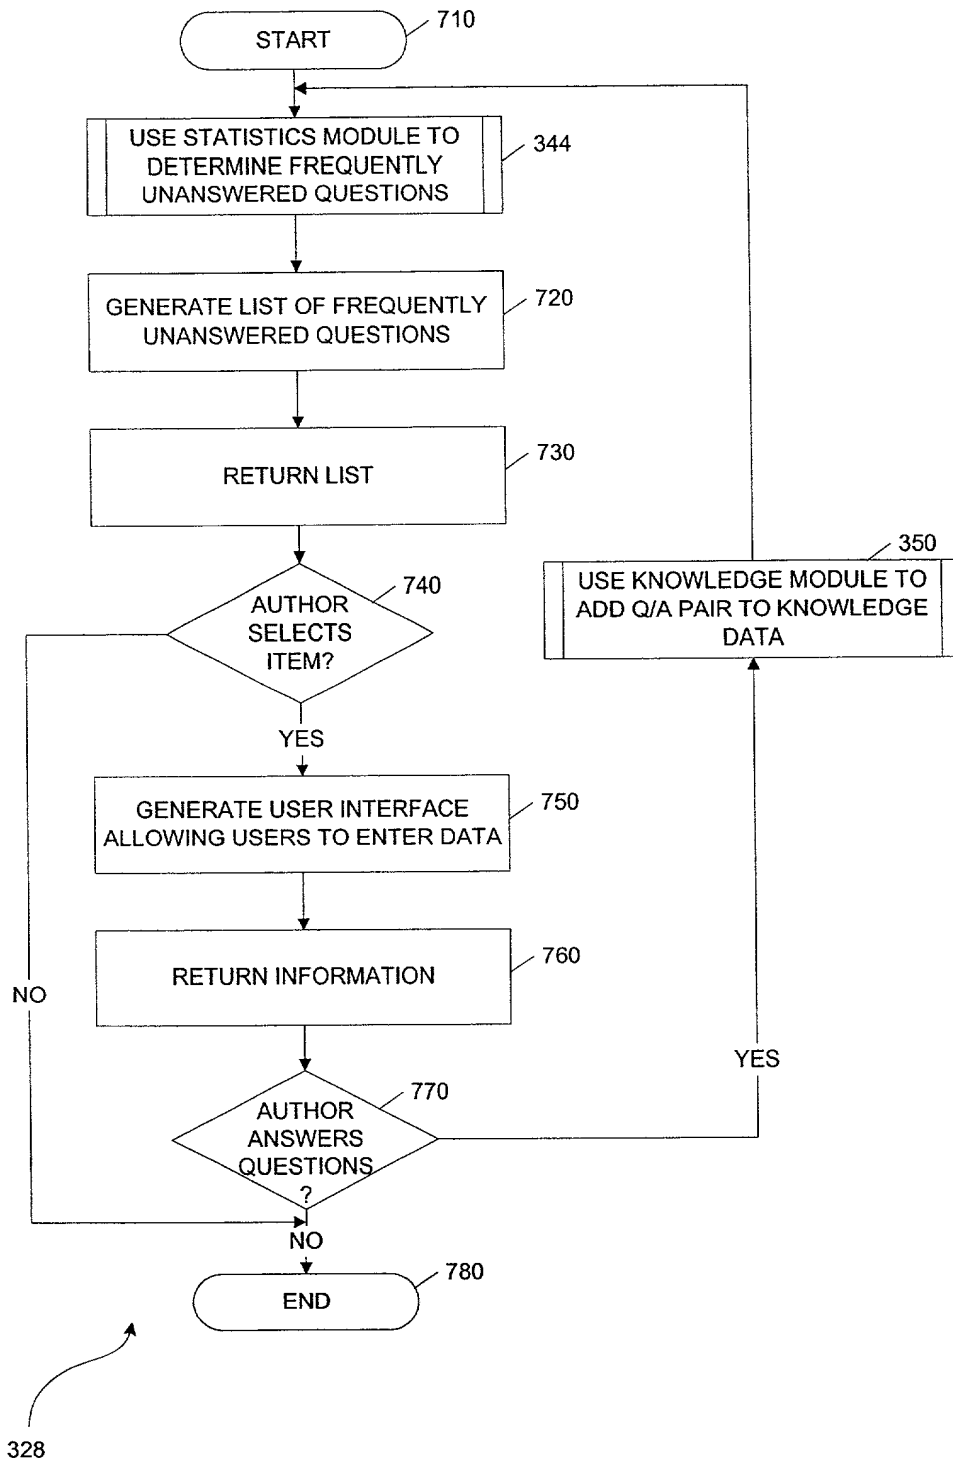 START
710
USE STATISTICS MODULE TO
DETERMINE FREQUENTLY
UNANSWERED QUESTIONS
344
GENERATE LIST OF FREQUENTLY
UNANSWERED QUESTIONS
720
RETURN LIST
730
350
USE KNOWLEDGE MODULE TO
ADD Q/A PAIR TO KNOWLEDGE
DATA
AUTHOR
SELECTS
ITEM?
740
YES
GENERATE USER INTERFACE
ALLOWING USERS TO ENTER DATA
750
RETURN INFORMATION
760
NO
YES
AUTHOR
ANSWERS
QUESTIONS
?
770
NO
END
780
328